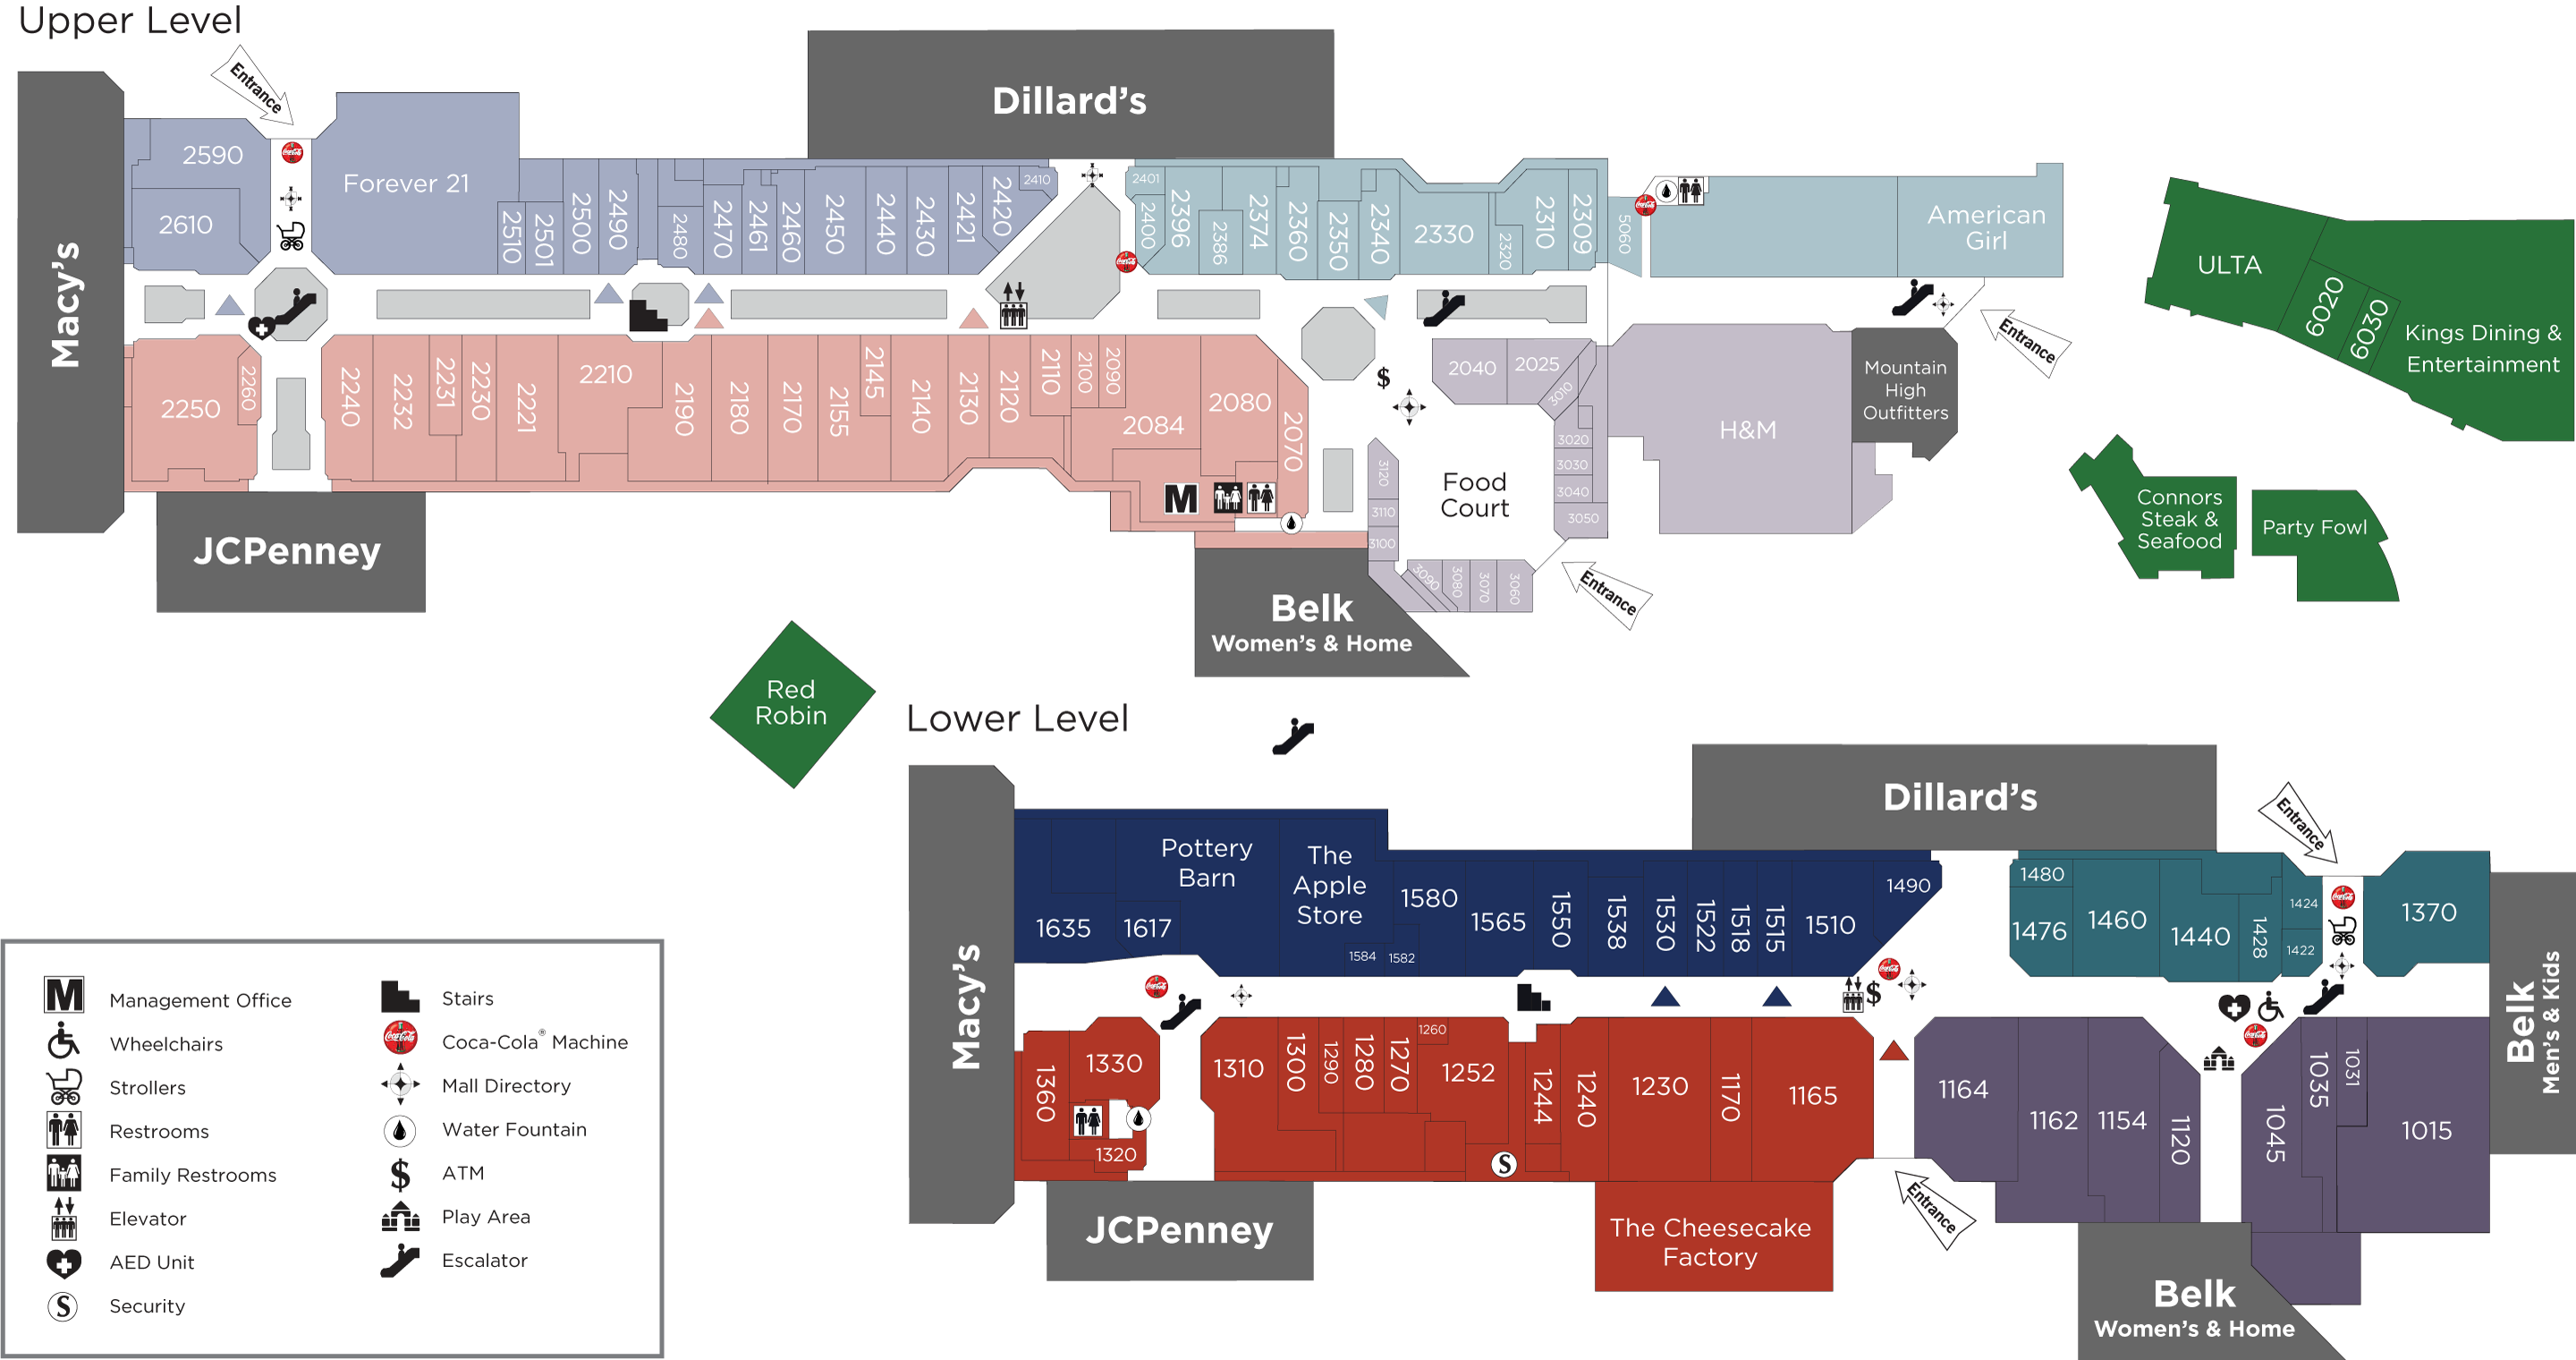 Upper Level
Entrance
Dillard's
Macy's
2590
Forever 21
2610
2510
2501
2500
2490
2480
2470
2461
2460
2450
2440
2430
2421
2420
2410
2401
2400
2396
2386
2374
2360
2350
2340
2330
2320
2310
2309
5060
American
Girl
ULTA
6020
6030
Kings Dining &
Entertainment
Entrance
2250
2260
2240
2232
2231
2230
2221
2210
2190
2180
2170
2155
2145
2140
2130
2120
2110
2100
2090
2084
2080
2070
$
2040
2025
3010
3020
3030
3040
3050
3060
3070
3080
3090
3100
3110
3120
Food
Court
H&M
Mountain
High
Outfitters
Connors
Steak &
Seafood
Party Fowl
M
JCPenney
Belk
Women's & Home
Entrance
Red
Robin
Lower Level
Dillard's
Macy's
Pottery
Barn
The
Apple
Store
1635
1617
1584
1582
1580
1565
1550
1538
1530
1522
1518
1515
1510
1490
1480
1476
1460
1440
1428
1424
1422
1370
Entrance
Belk
Men's & Kids
$
1360
1330
1320
1310
1300
1290
1280
1270
1260
1252
1244
1240
1230
1170
1165
1164
1162
1154
1120
1045
1035
1031
1015
S
JCPenney
The Cheesecake
Factory
Entrance
Belk
Women's & Home
M Management Office
Wheelchairs
Strollers
Restrooms
Family Restrooms
Elevator
AED Unit
S Security
Stairs
Coca-Cola® Machine
Mall Directory
Water Fountain
$ ATM
Play Area
Escalator